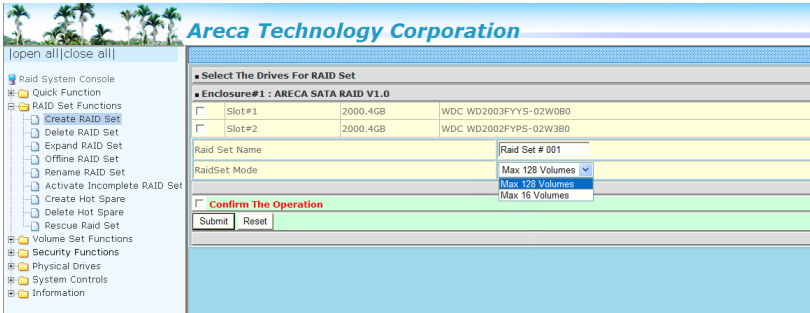 Areca Technology Corporation
|open all|close all|
Raid System Console
Quick Function
RAID Set Functions
Create RAID Set
Delete RAID Set
Expand RAID Set
Offline RAID Set
Rename RAID Set
Activate Incomplete RAID Set
Create Hot Spare
Delete Hot Spare
Rescue Raid Set
Volume Set Functions
Security Functions
Physical Drives
System Controls
Information
Select The Drives For RAID Set
Enclosure#1 : ARECA SATA RAID V1.0
Slot#1 2000.4GB WDC WD2003FYYS-02W0B0
Slot#2 2000.4GB WDC WD2002FYPS-02W3B0
Raid Set Name Raid Set # 001
RaidSet Mode Max 128 Volumes
Max 128 Volumes
Max 16 Volumes
Confirm The Operation
Submit Reset